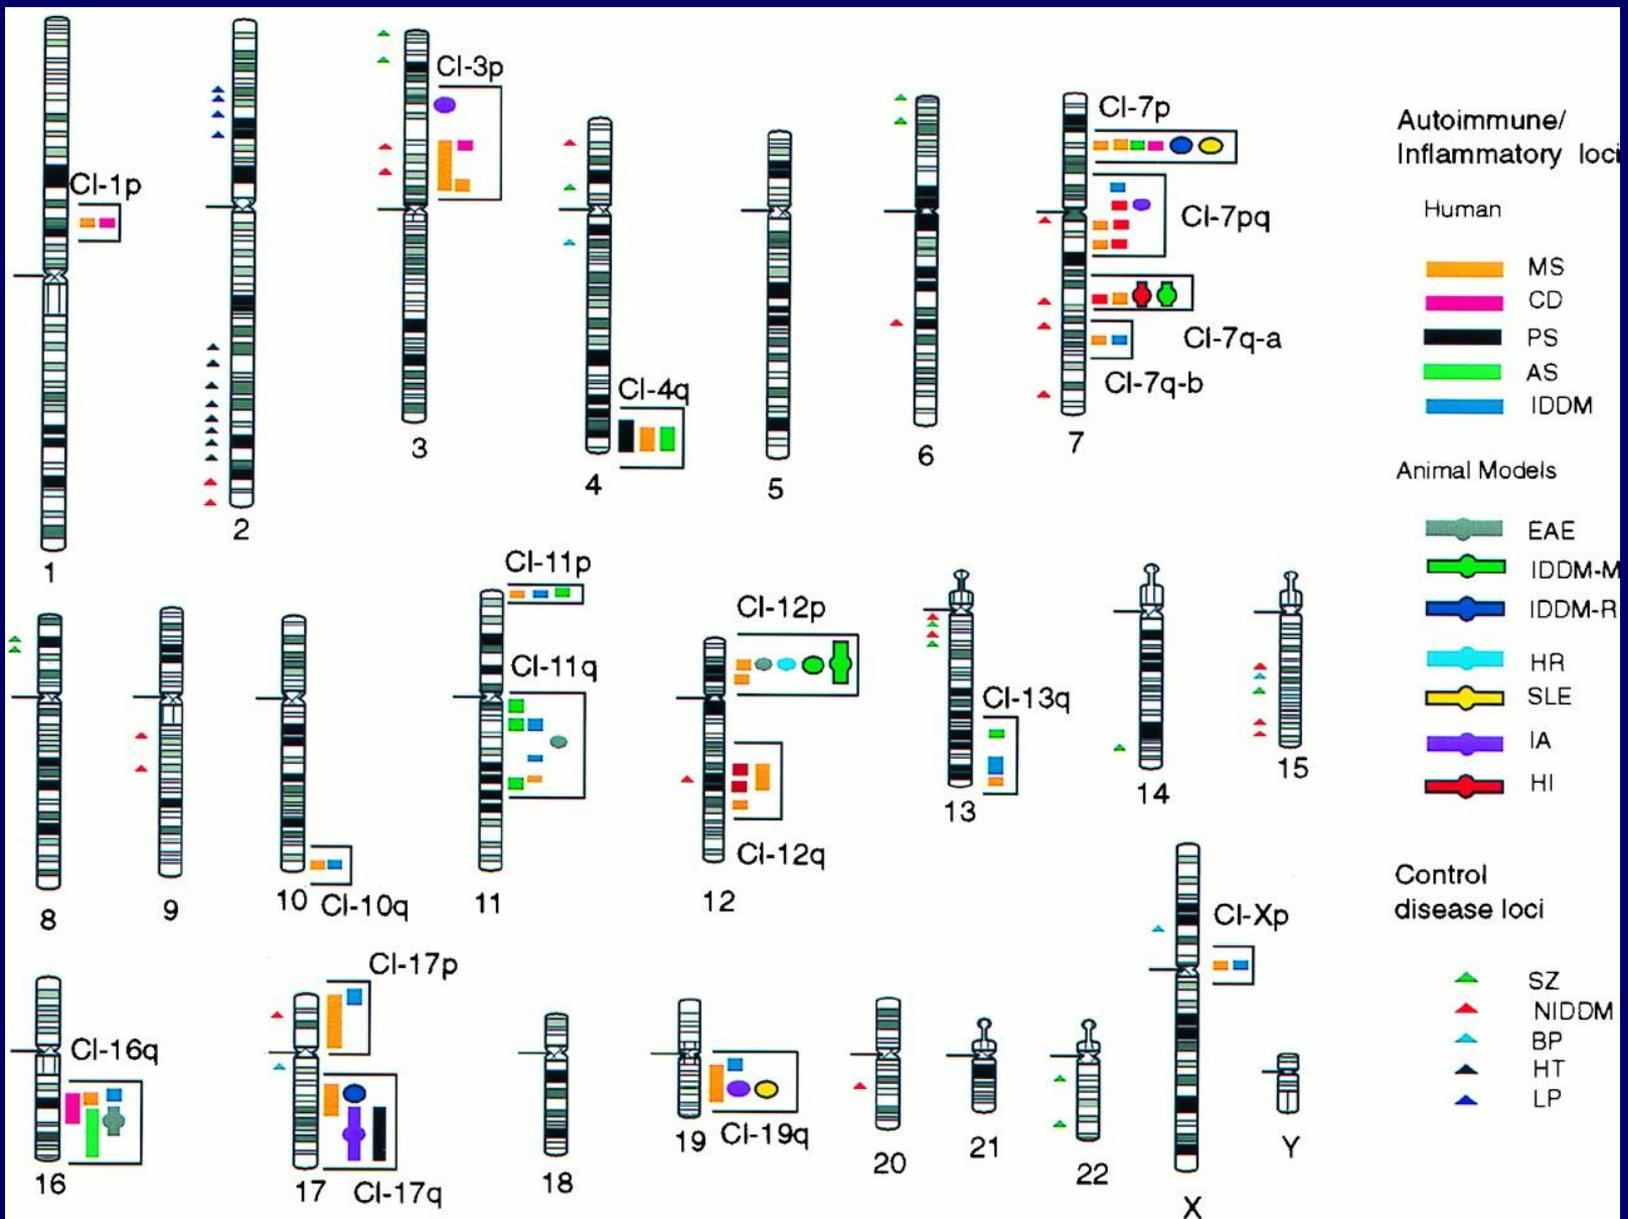 Cl-1p
1
2
Cl-3p
3
Cl-4q
4
5
6
Cl-7p
Cl-7pq
Cl-7q-a
Cl-7q-b
7
8
9
10
Cl-10q
Cl-11p
Cl-11q
11
Cl-12p
Cl-12q
12
Cl-13q
13
14
15
Cl-16q
16
Cl-17p
17
Cl-17q
18
19
Cl-19q
20
21
22
Cl-Xp
X
Y
Autoimmune/
Inflammatory loci
Human
MS
CD
PS
AS
IDDM
Animal Models
EAE
IDDM-M
IDDM-R
HR
SLE
IA
HI
Control
disease loci
SZ
NIDDM
BP
HT
LP